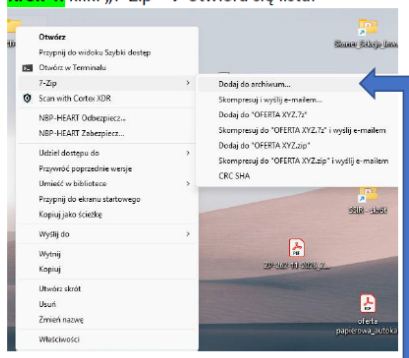 Otwórz
Przypnij do widoku Szybki dostęp
Otwórz w Terminalu
7-Zip
Scan with Cortex XDR
NBP-HEART Odbezpiecz...
NBP-HEART Zabezpiecz...
Udziel dostępu do
Przywróć poprzednie wersje
Umieść w bibliotece
Przypnij do ekranu startowego
Kopiuj jako ścieżkę
Wyślij do
Wytnij
Kopiuj
Utwórz skrót
Usuń
Zmień nazwę
Właściwości
Dodaj do archiwum...
Skompresuj i wyślij e-mailem...
Dodaj do "OFERTA XYZ.7z"
Skompresuj do "OFERTA XYZ.7z" i wyślij e-mailem
Dodaj do "OFERTA XYZ.zip"
Skompresuj do "OFERTA XYZ.zip" i wyślij e-mailem
CRC SHA
skrót
PDF
PDF
oferta
papierowa_autoka